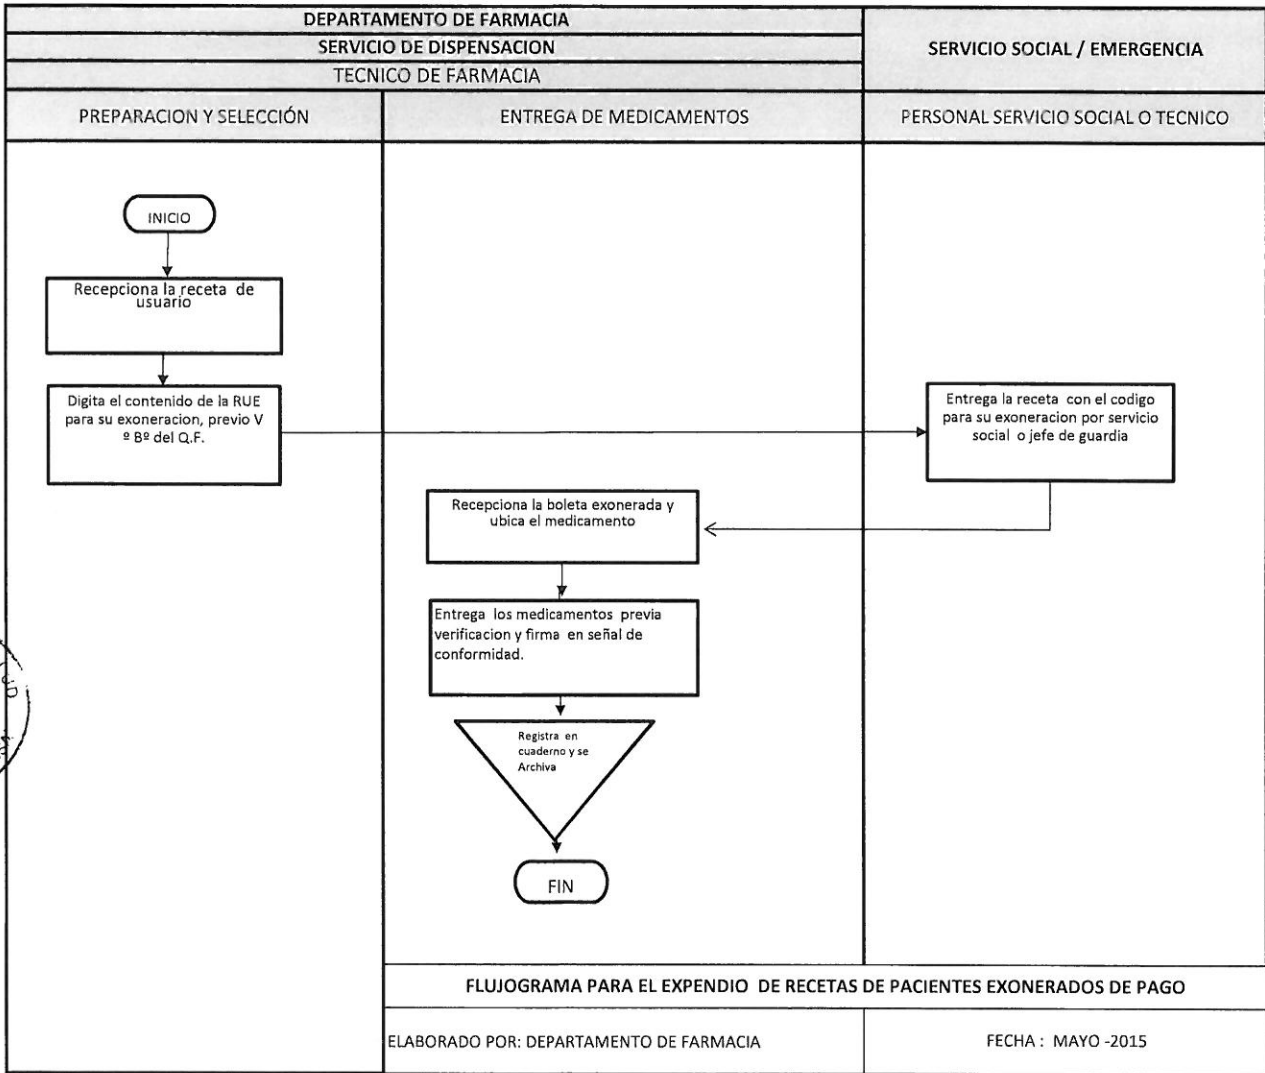 DEPARTAMENTO DE FARMACIA
SERVICIO DE DISPENSACION
TECNICO DE FARMACIA
SERVICIO SOCIAL / EMERGENCIA
PREPARACION Y SELECCIÓN
ENTREGA DE MEDICAMENTOS
PERSONAL SERVICIO SOCIAL O TECNICO
INICIO
Recepciona la receta de
usuario
Digita el contenido de la RUE
para su exoneracion, previo V
º Bº del Q.F.
Entrega la receta con el codigo
para su exoneracion por servicio
social o jefe de guardia
Recepciona la boleta exonerada y
ubica el medicamento
Entrega los medicamentos previa
verificacion y firma en señal de
conformidad.
Registra en
cuaderno y se
Archiva
FIN
FLUJOGRAMA PARA EL EXPENDIO DE RECETAS DE PACIENTES EXONERADOS DE PAGO
ELABORADO POR: DEPARTAMENTO DE FARMACIA
FECHA : MAYO -2015